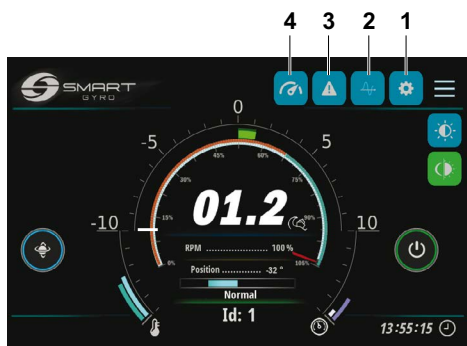 4 3 2 1
SMART
GYRO
0
-5 5
45% 60%
30% 75%
01.2
-10 15% 90% 10
RPM .................. 100 %
0% 100%
Position .............. -32 °
Normal
Id: 1
13:55:15